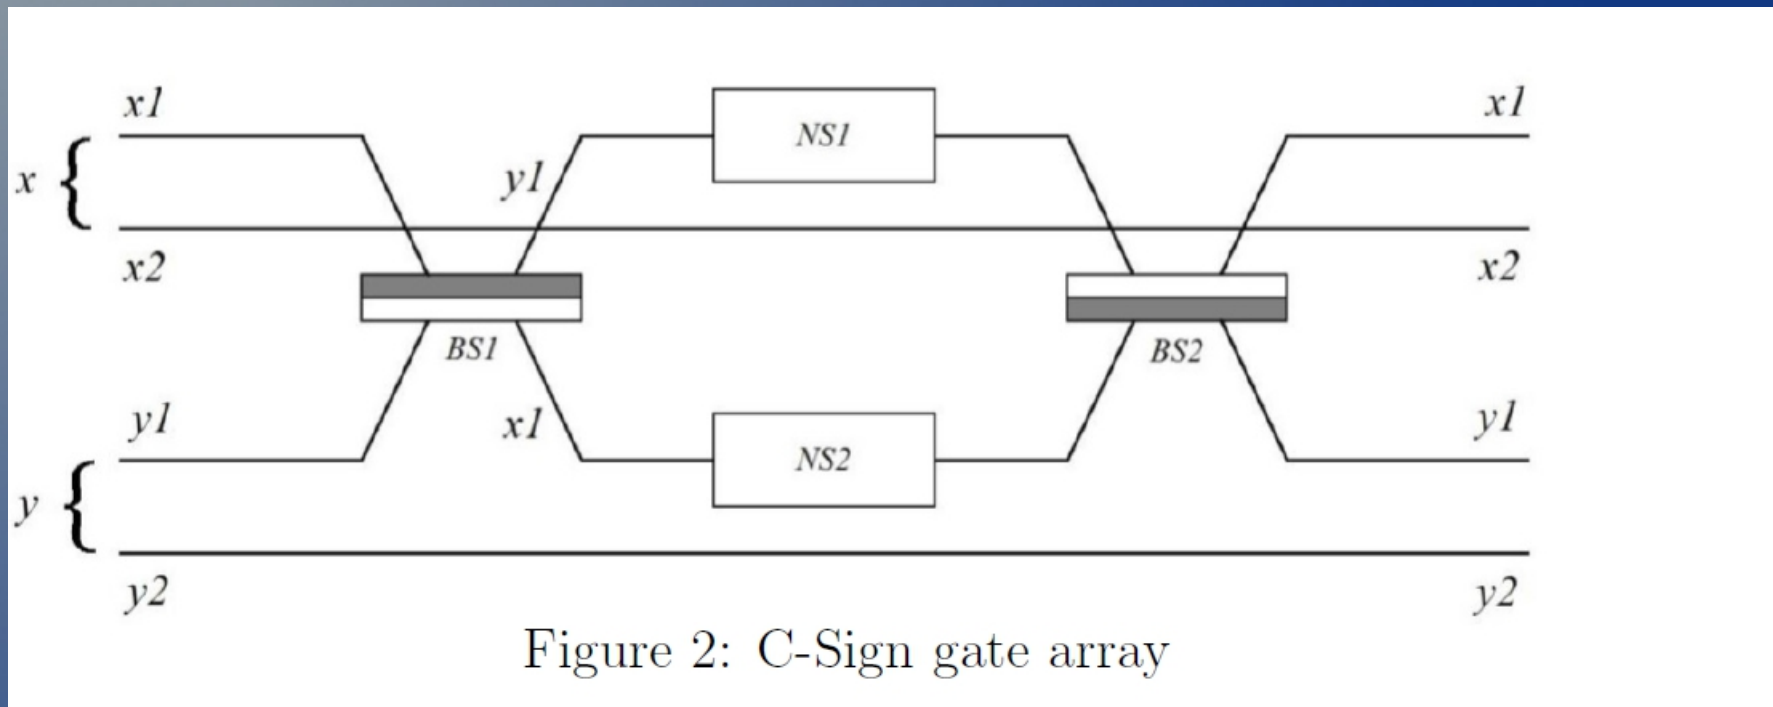 x1
x1
NS1
y1
x
x2
x2
BS1
BS2
y1
x1
y1
NS2
y
y2
y2
Figure 2: C-Sign gate array